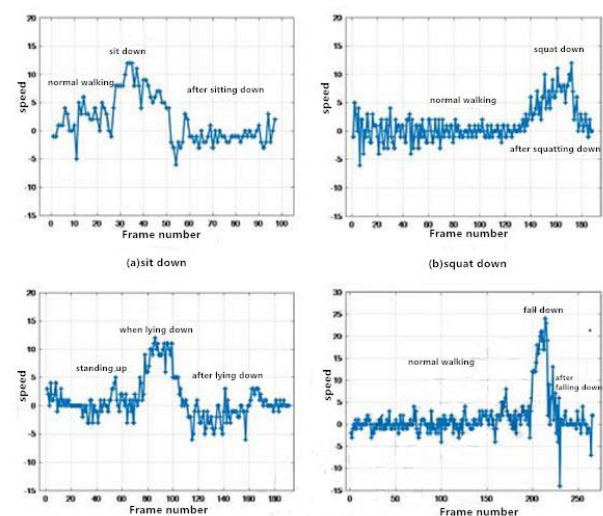 20
15
10
5
0
-5
-10
-15
speed
sit down
normal walking
after sitting down
0 10 20 30 40 50 60 70 80 90 100
Frame number
(a)sit down
20
15
10
5
0
-5
-10
-15
speed
squat down
normal walking
after squatting down
0 20 40 60 80 100 120 140 160 180
Frame number
(b)squat down
20
15
10
5
0
-5
-10
-15
speed
when lying down
standing up
after lying down
0 20 40 60 80 100 120 140 160 180
Frame number
30
25
20
15
10
5
0
-5
-10
-15
speed
fall down
normal walking
after
falling down
0 50 100 150 200 250
Frame number